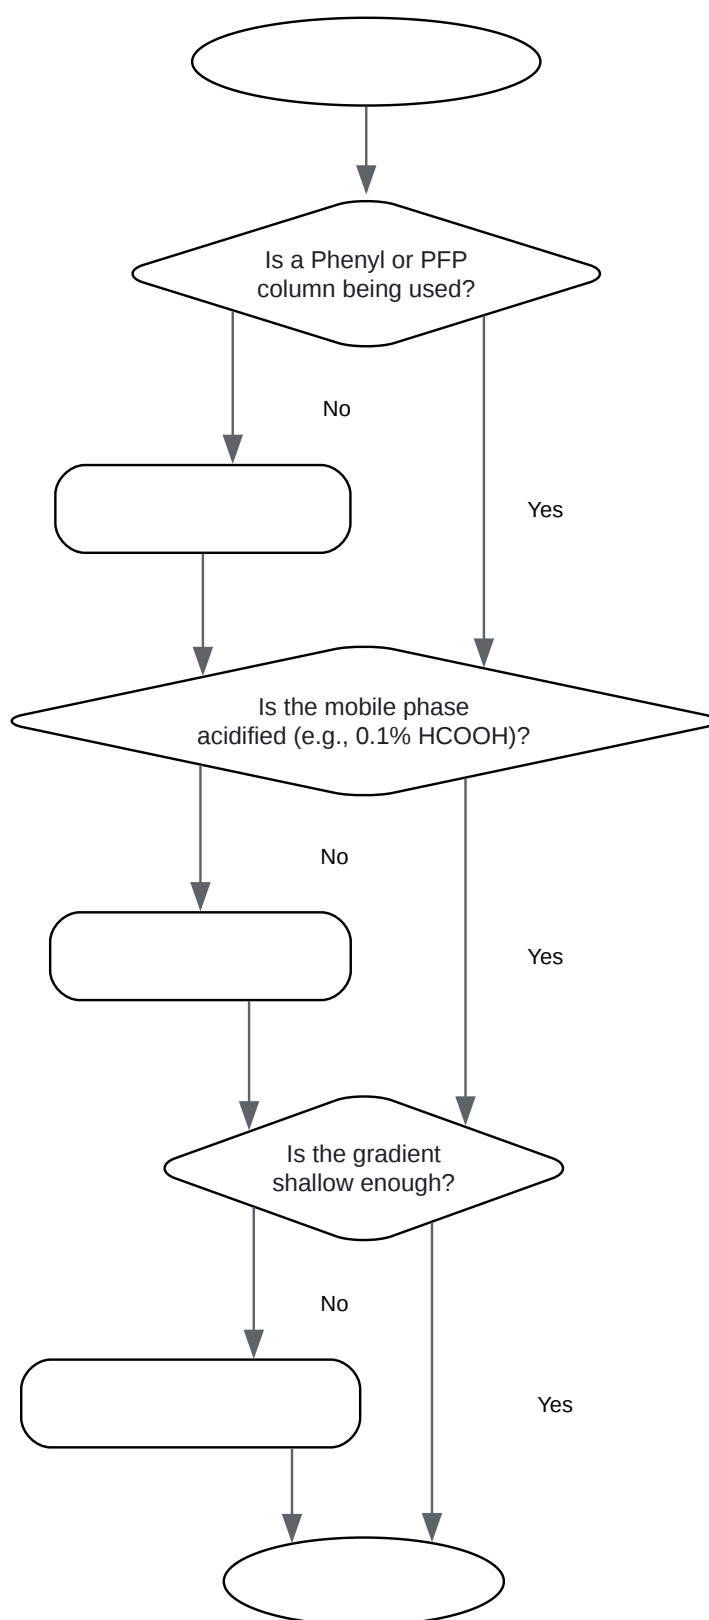 Is a Phenyl or PFP
column being used?
No
Yes
Is the mobile phase
acidified (e.g., 0.1% HCOOH)?
No
Yes
Is the gradient
shallow enough?
No
Yes